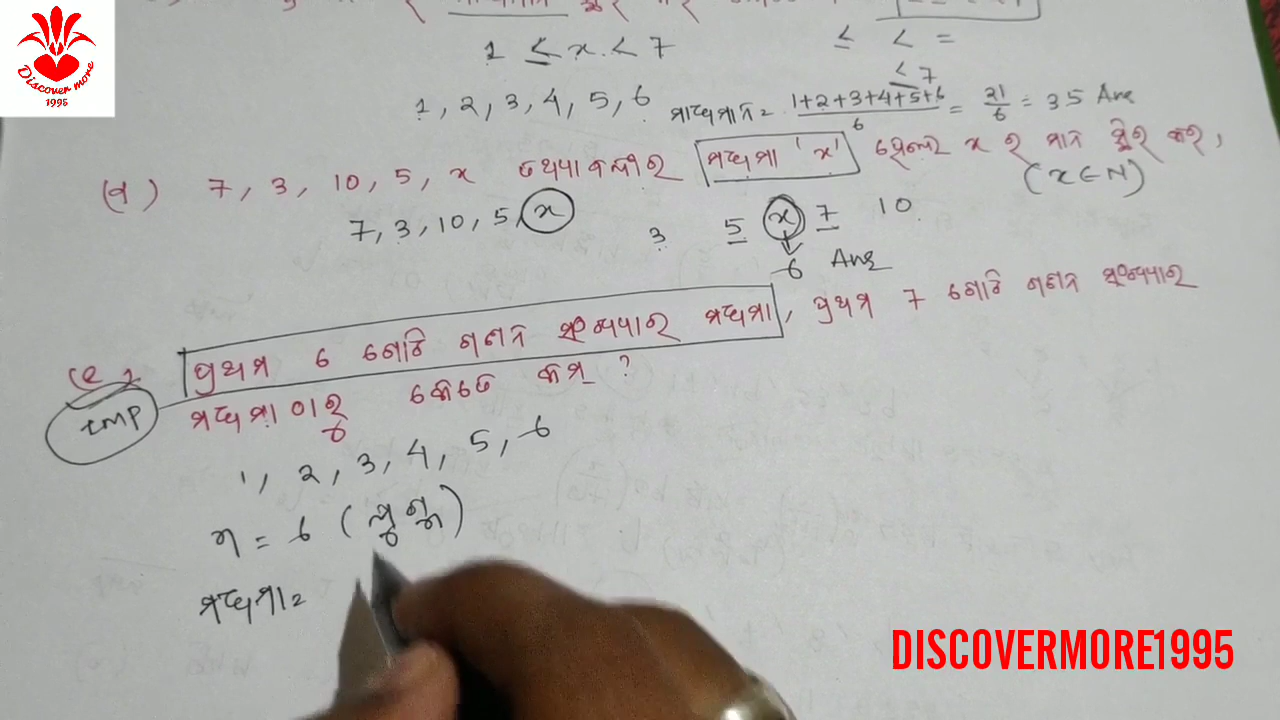 Discover more
1995
1 ≤ x < 7
≤ < =
≤ 7
1, 2, 3, 4, 5, 6 ମାଧ୍ୟମାନ = 1+2+3+4+5+6 / 6 = 21/6 = 35 Ans
7, 3, 10, 5, x ତଥ୍ୟାବଳୀର ମଧ୍ୟମା 'x' ହେଲେ x ର ମାନ ସ୍ଥିର କର,
(x∈N)
7, 3, 10, 5, x
3 5 x 7 10
6 Ans
ପ୍ରଥମ 6 ଗୋଟି ଗଣନ ସଂଖ୍ୟାର ମଧ୍ୟମା, ପ୍ରଥମ 7 ଗୋଟି ଗଣନ ସଂଖ୍ୟାର
IMP
ମଧ୍ୟମା ଠାରୁ କେତେ କମ୍ ?
1, 2, 3, 4, 5, 6
n = 6 (ଯୁଗ୍ମ)
ମଧ୍ୟମା =
DISCOVERMORE1995